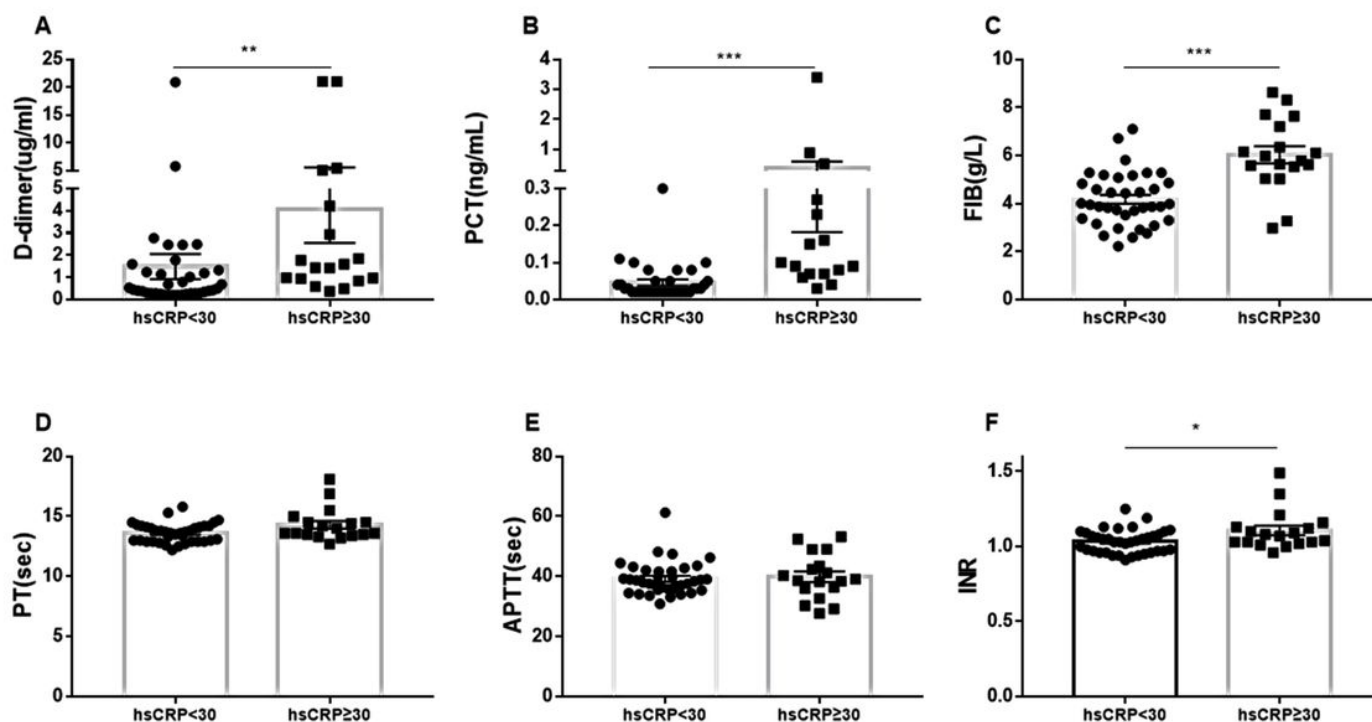 A
D-dimer(ug/ml)
**
25
20
15
10
5
5
4
3
2
1
0
hsCRP<30
hsCRP≥30
B
PCT(ng/mL)
***
4
3
2
1
0.3
0.2
0.1
0.0
hsCRP<30
hsCRP≥30
C
FIB(g/L)
***
10
8
6
4
2
0
hsCRP<30
hsCRP≥30
D
PT(sec)
20
15
10
5
0
hsCRP<30
hsCRP≥30
E
APTT(sec)
80
60
40
20
0
hsCRP<30
hsCRP≥30
F
INR
*
1.5
1.0
0.5
0.0
hsCRP<30
hsCRP≥30